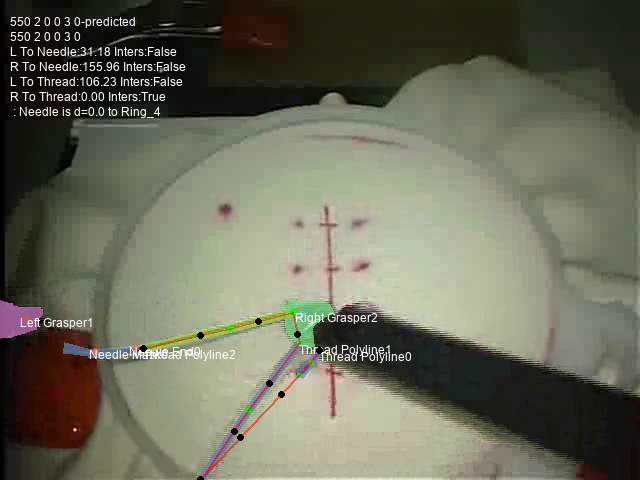 550 2 0 0 3 0-predicted
550 2 0 0 3 0
L To Needle:31.18 Inters:False
R To Needle:155.96 Inters:False
L To Thread:106.23 Inters:False
R To Thread:0.00 Inters:True
: Needle is d=0.0 to Ring_4
Right Grasper2
Left Grasper1
Thread Polyline1
Needle Polyline2
Thread Polyline0